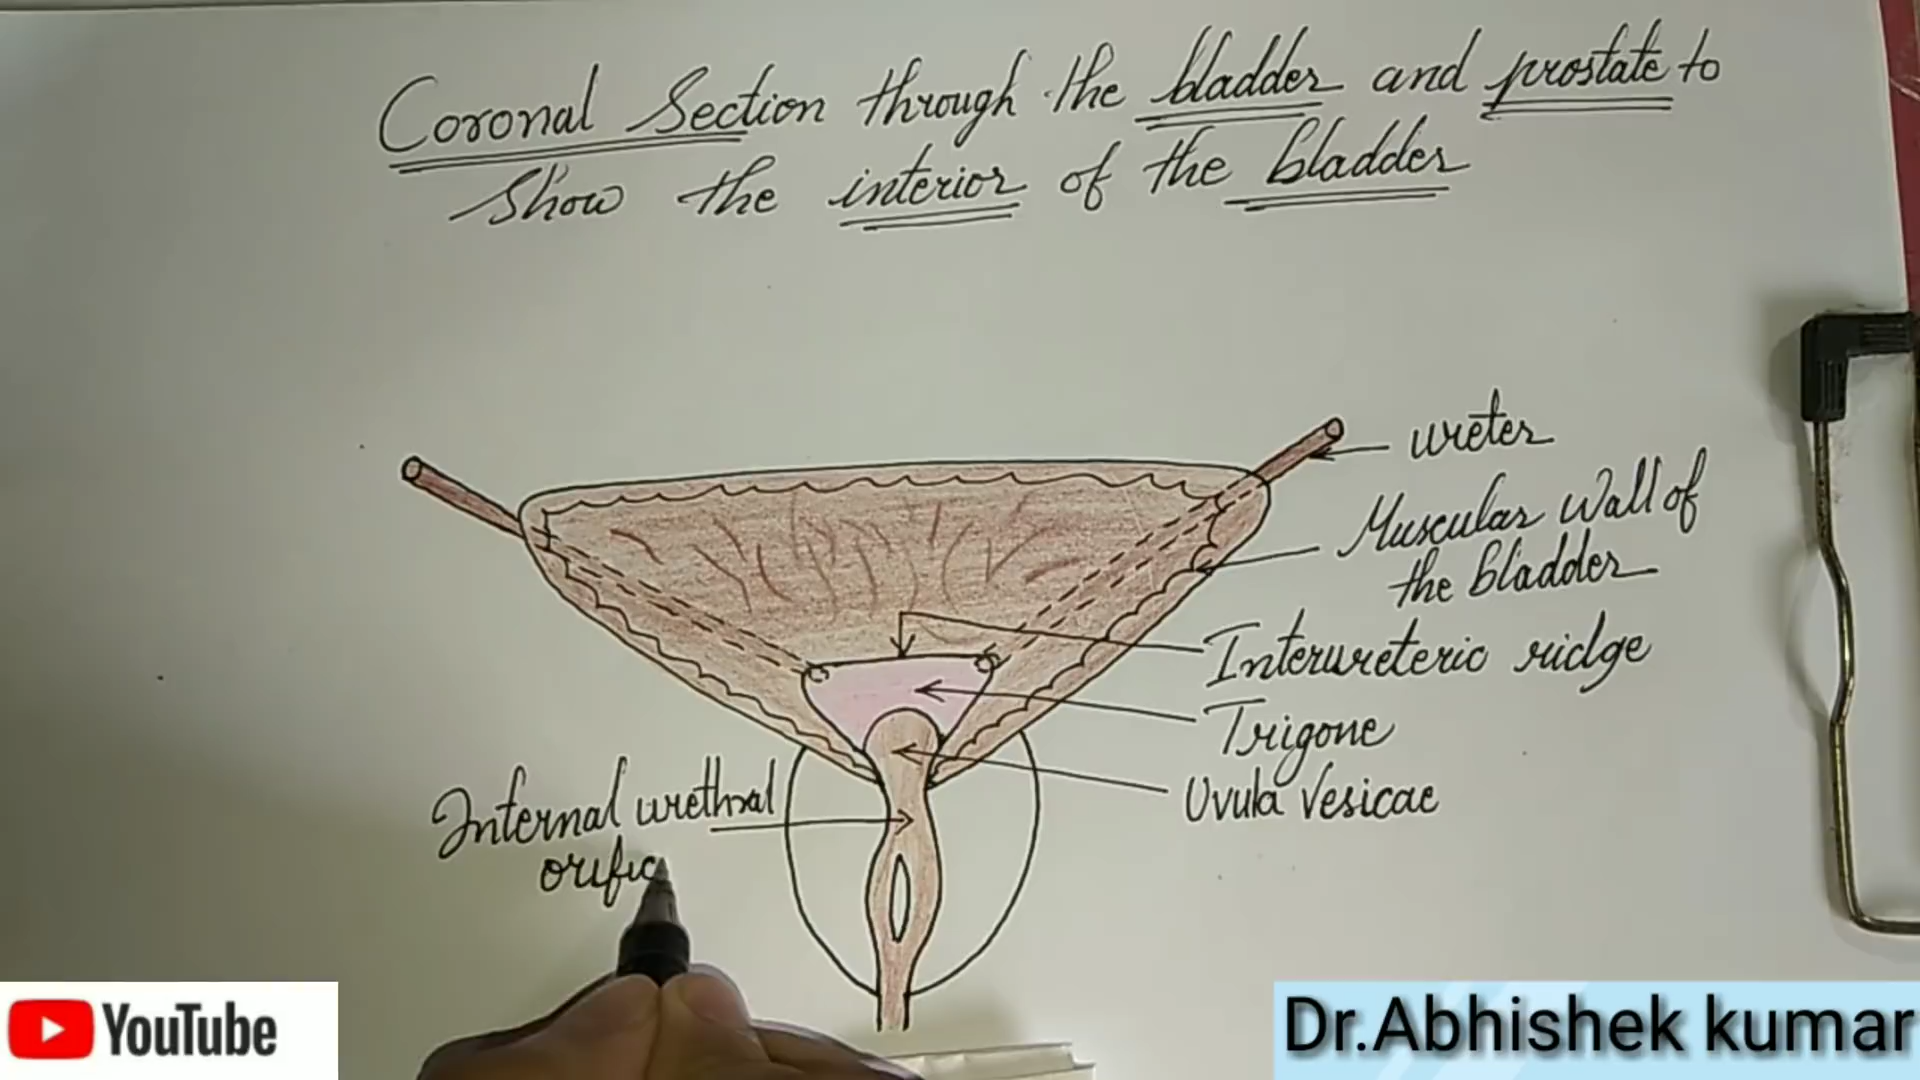 Coronal Section through the bladder and prostate to
Show the interior of the bladder
ureter
Muscular Wall of
the bladder
Interureteric ridge
Trigone
Uvula Vesicae
Internal urethral
orific
YouTube
Dr.Abhishek kumar